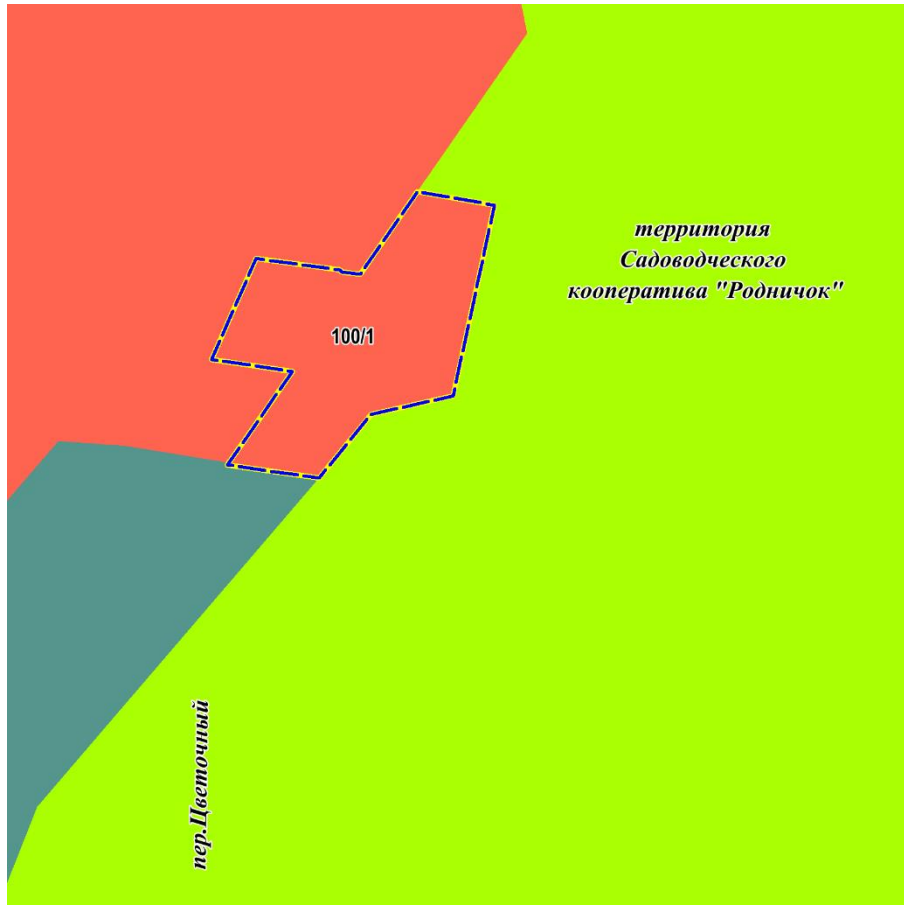 территория
Садоводческого
кооператива "Родничок"
100/1
пер.Цветочный